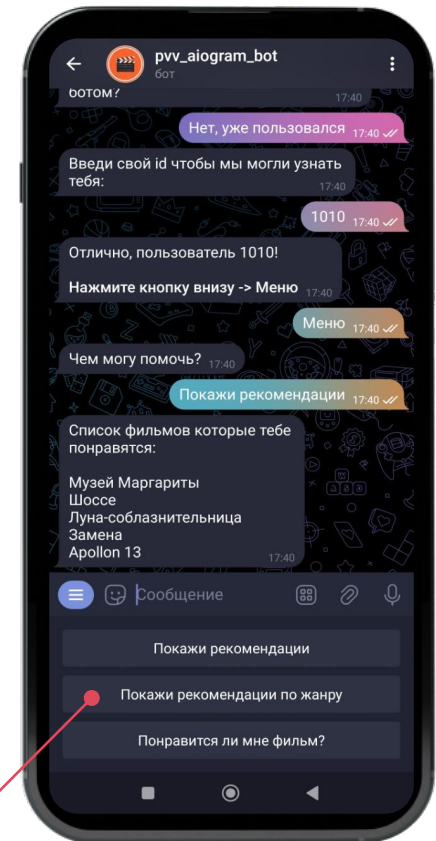 pvv_aiogram_bot
бот
ботом?
17:40
Нет, уже пользовался 17:40
Введи свой id чтобы мы могли узнать
тебя:
17:40
1010 17:40
Отлично, пользователь 1010!
Нажмите кнопку внизу -> Меню 17:40
Меню 17:40
Чем могу помочь? 17:40
Покажи рекомендации 17:40
Список фильмов которые тебе
понравятся:
Музей Маргариты
Шоссе
Луна-соблазнительница
Замена
Apollon 13
17:40
Сообщение
Покажи рекомендации
Покажи рекомендации по жанру
Понравится ли мне фильм?